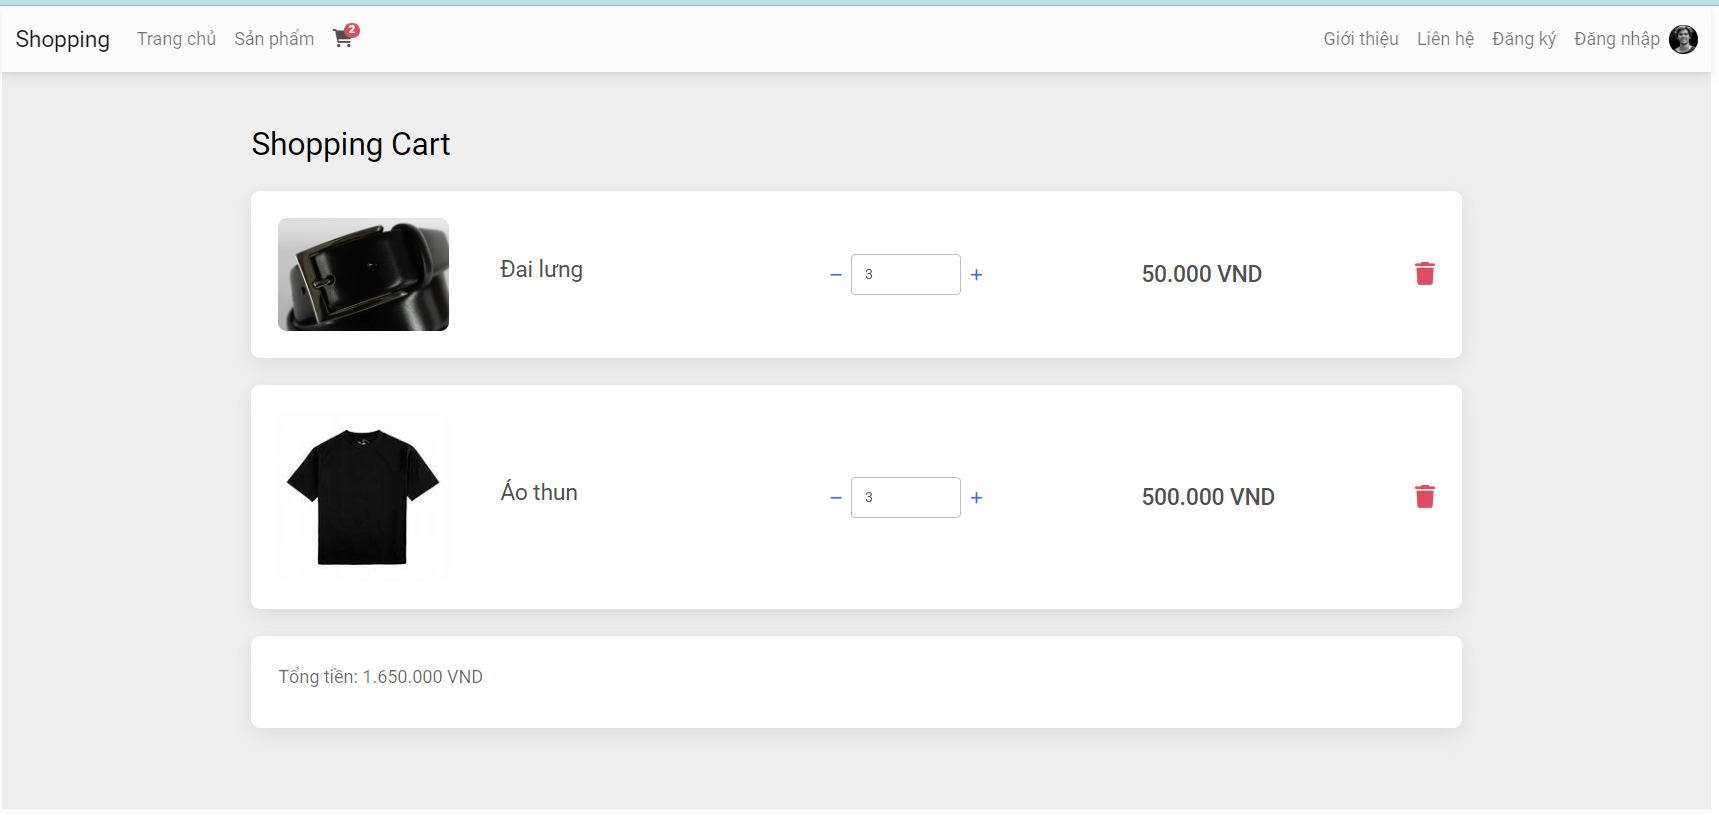 Shopping Trang chủ Sản phẩm 2 Giới thiệu Liên hệ Đăng ký Đăng nhập
Shopping Cart
Đai lưng − 3 + 50.000 VND
Áo thun − 3 + 500.000 VND
Tổng tiền: 1.650.000 VND